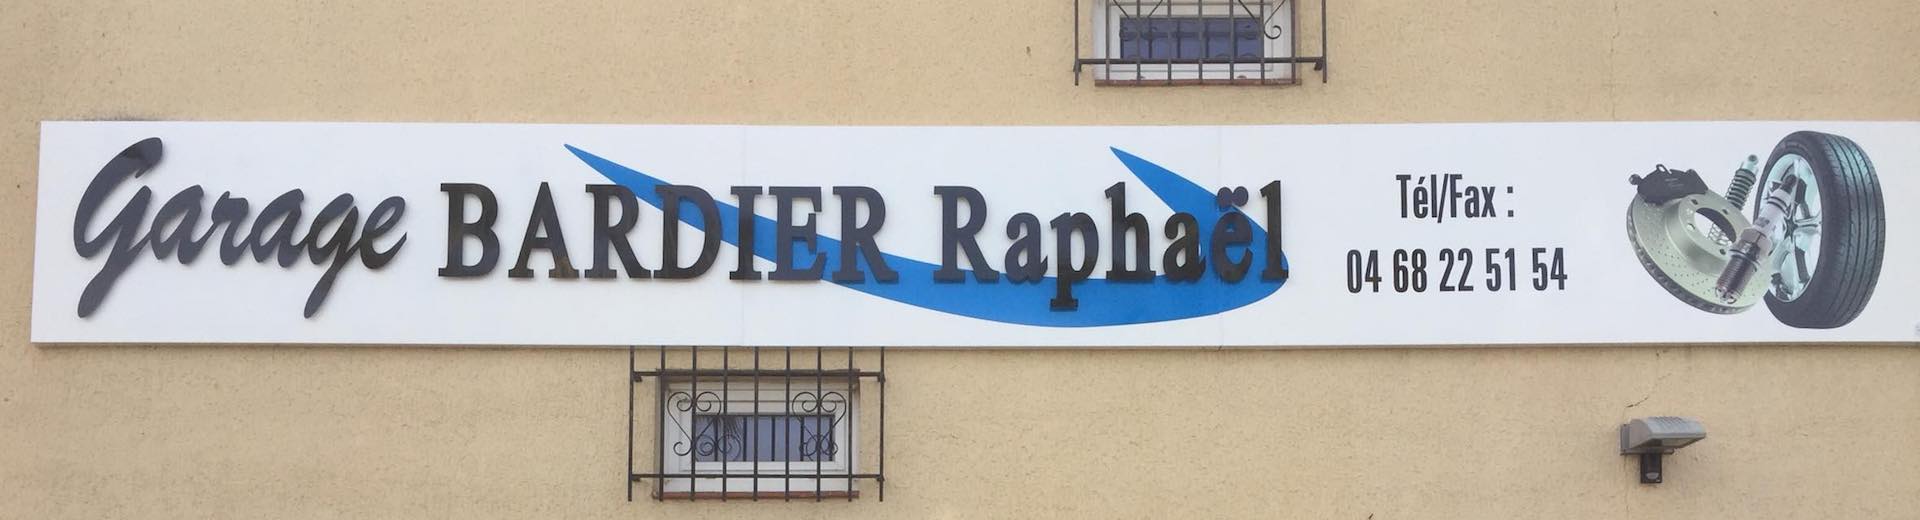 Garage BARDIER Raphaël
Tél/Fax :
04 68 22 51 54